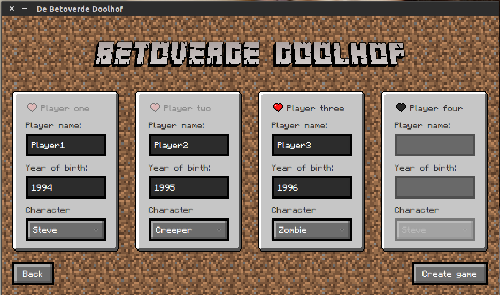 De Betoverde Doolhof
BETOVERDE DOOLHOF
Player one
Player name:
Player1
Year of birth:
1994
Character
Steve
Player two
Player name:
Player2
Year of birth:
1995
Character
Creeper
Player three
Player name:
Player3
Year of birth:
1996
Character
Zombie
Player four
Player name:
Year of birth:
Character
Steve
Back
Create game